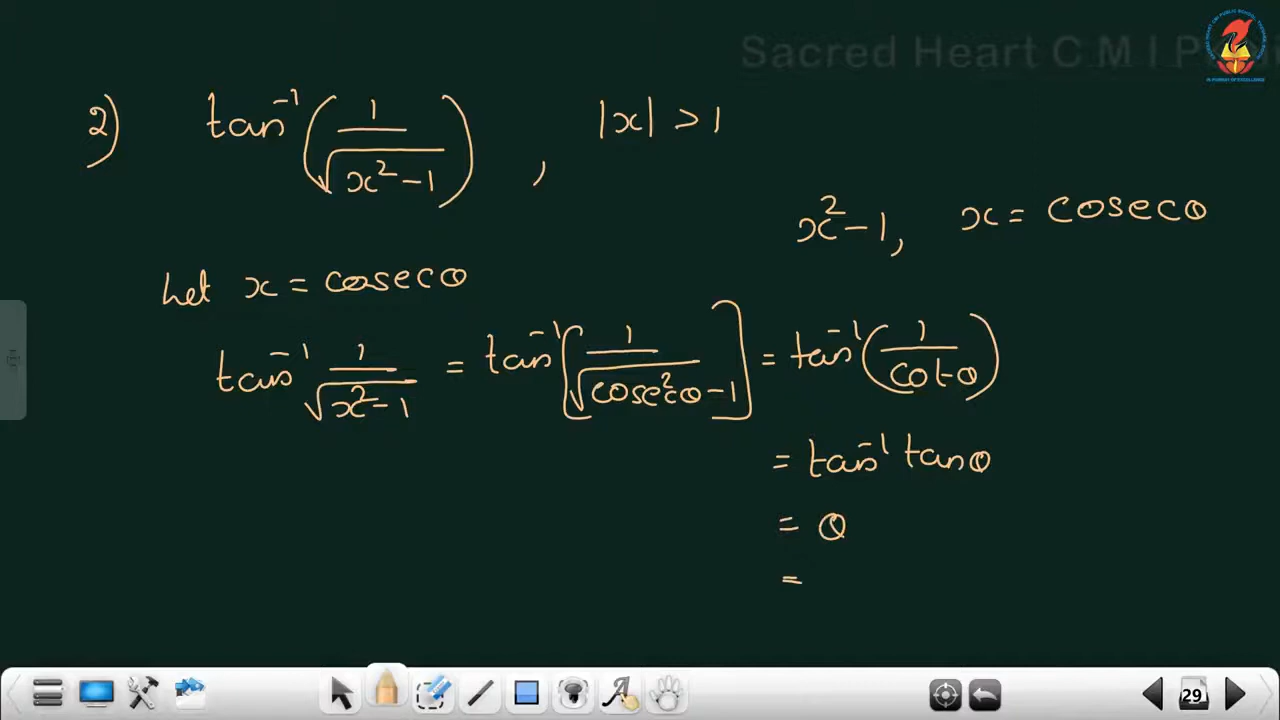 Sacred Heart C M I P
2) tan⁻¹(1/√(x²-1)), |x| > 1
x²-1, x = cosecθ
Let x = cosecθ
tan⁻¹ 1/√(x²-1) = tan⁻¹[1/√(cosec²θ-1)] = tan⁻¹(1/cotθ)
= tan⁻¹ tanθ
= θ
=
29